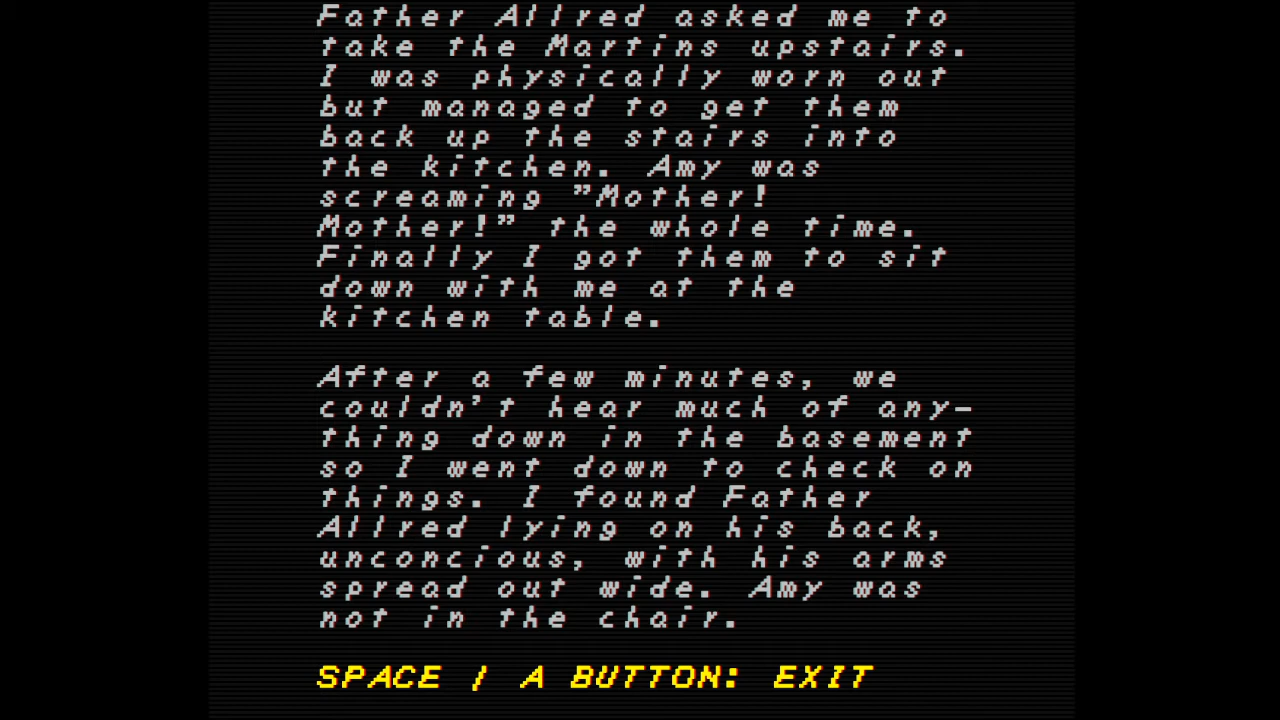 Father Allred asked me to
take the Martins upstairs.
I was physically worn out
but managed to get them
back up the stairs into
the kitchen. Amy was
screaming "Mother!
Mother!" the whole time.
Finally I got them to sit
down with me at the
kitchen table.
After a few minutes, we
couldn't hear much of any-
thing down in the basement
so I went down to check on
things. I found Father
Allred lying on his back,
unconcious, with his arms
spread out wide. Amy was
not in the chair.
SPACE / A BUTTON: EXIT